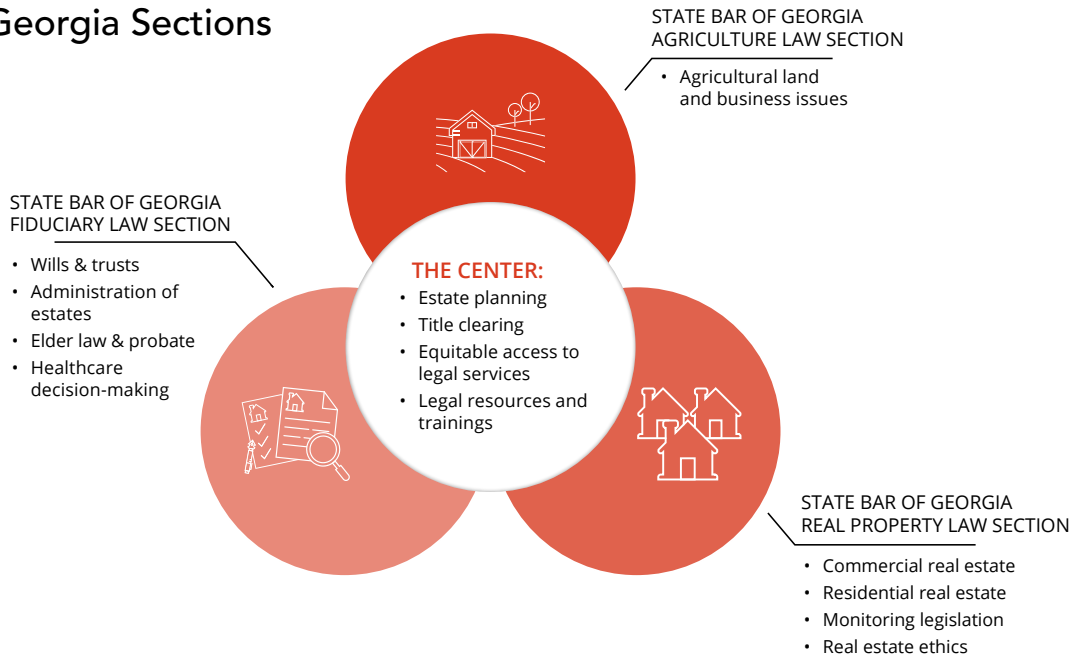 Georgia Sections
STATE BAR OF GEORGIA
AGRICULTURE LAW SECTION
• Agricultural land
and business issues
STATE BAR OF GEORGIA
FIDUCIARY LAW SECTION
• Wills & trusts
• Administration of
estates
• Elder law & probate
• Healthcare
decision-making
THE CENTER:
• Estate planning
• Title clearing
• Equitable access to
legal services
• Legal resources and
trainings
STATE BAR OF GEORGIA
REAL PROPERTY LAW SECTION
• Commercial real estate
• Residential real estate
• Monitoring legislation
• Real estate ethics